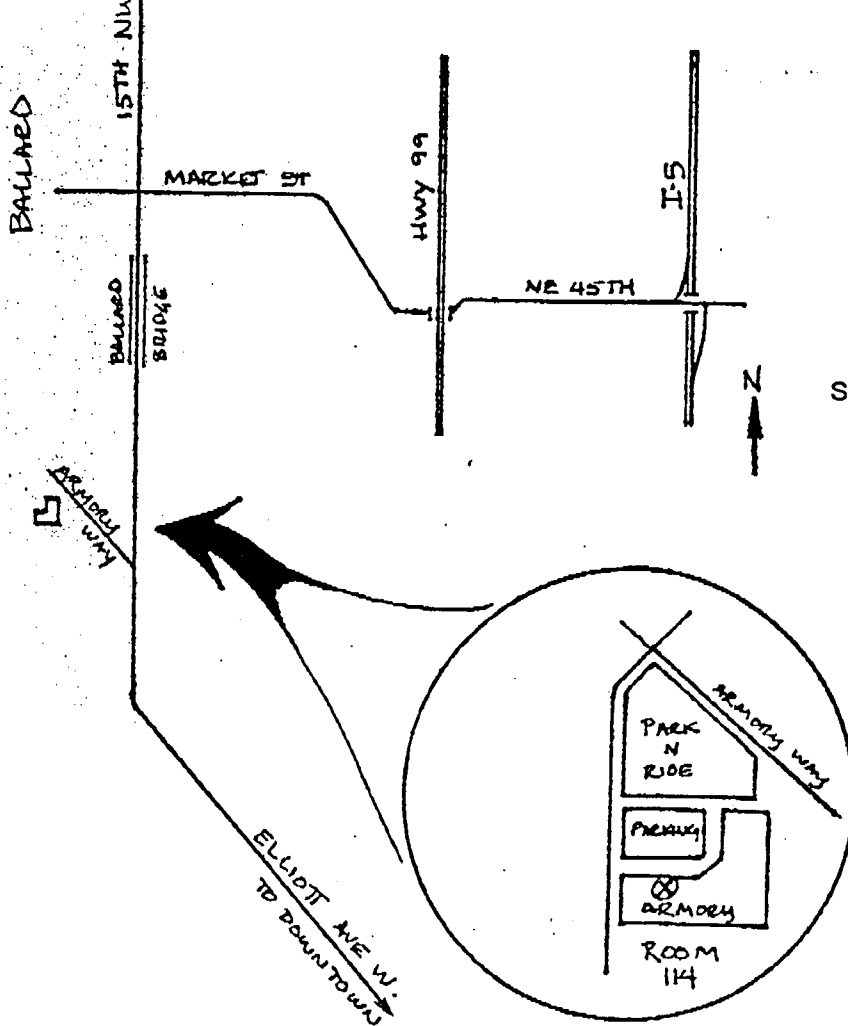 15TH NW
BALLARD
MARKET ST
HWY 99
I-5
NE 45TH
BALLARD
BRIDGE
N
S
ARMORY
WAY
ARMORY WAY
PARK
N
RIDE
PARKING
ARMORY
ROOM
114
ELLIOTT AVE W.
TO DOWNTOWN